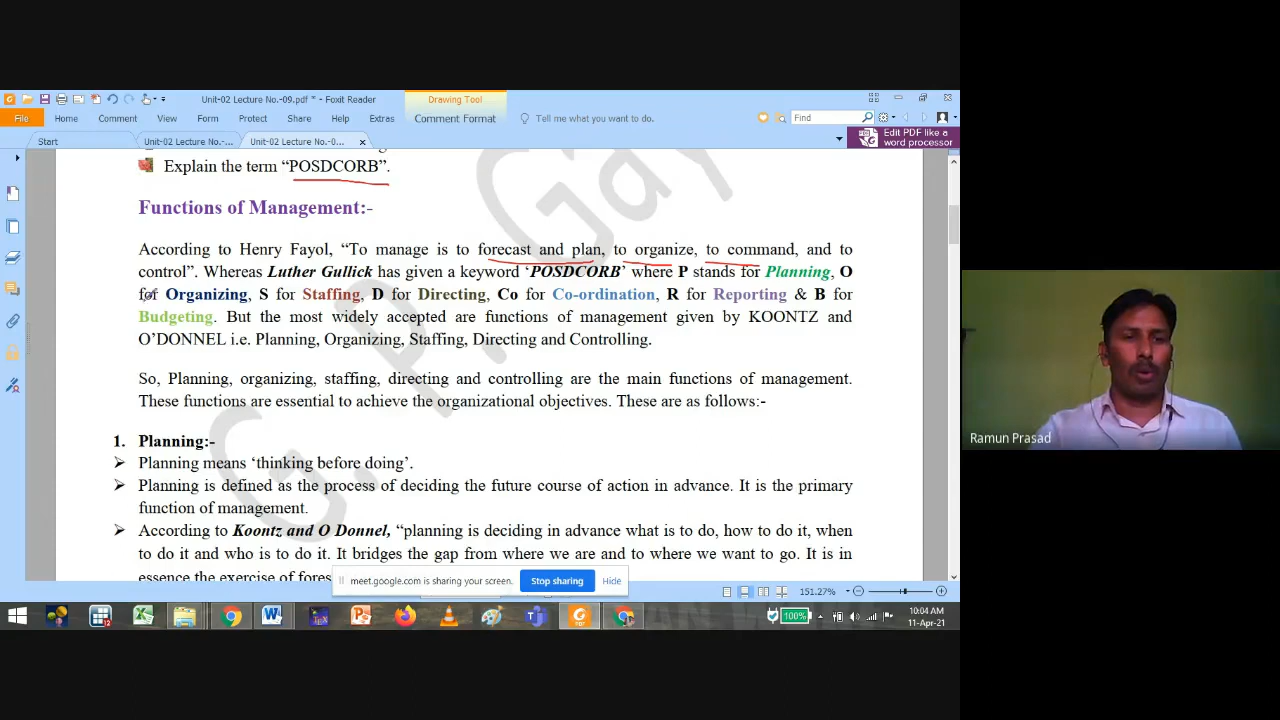 Unit-02 Lecture No.-09.pdf * - Foxit Reader
Drawing Tool
File Home Comment View Form Protect Share Help Extras Comment Format Tell me what you want to do. Find
Start Unit-02 Lecture No.-... Unit-02 Lecture No.-0... Edit PDF like a
word processor
Explain the term “POSDCORB”.
Functions of Management:-
According to Henry Fayol, “To manage is to forecast and plan, to organize, to command, and to
control”. Whereas Luther Gullick has given a keyword ‘POSDCORB’ where P stands for Planning, O
for Organizing, S for Staffing, D for Directing, Co for Co-ordination, R for Reporting & B for
Budgeting. But the most widely accepted are functions of management given by KOONTZ and
O’DONNEL i.e. Planning, Organizing, Staffing, Directing and Controlling.
So, Planning, organizing, staffing, directing and controlling are the main functions of management.
These functions are essential to achieve the organizational objectives. These are as follows:-
1. Planning:-
Planning means ‘thinking before doing’.
Planning is defined as the process of deciding the future course of action in advance. It is the primary
function of management.
According to Koontz and O Donnel, “planning is deciding in advance what is to do, how to do it, when
to do it and who is to do it. It bridges the gap from where we are and to where we want to go. It is in
essence the exercise of
meet.google.com is sharing your screen. Stop sharing Hide
151.27%
100%
10:04 AM
11-Apr-21
Ramun Prasad
G. P. Gay